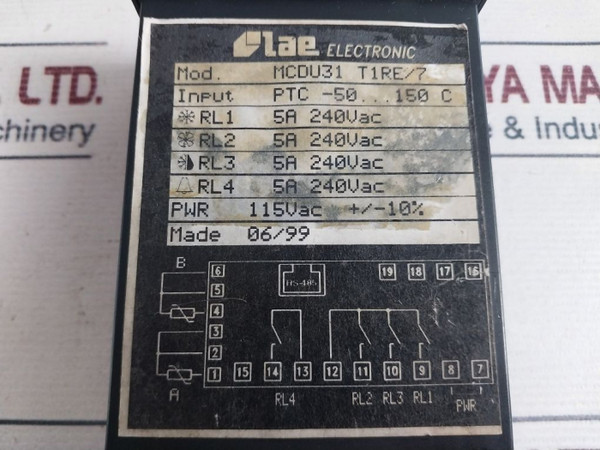 lae ELECTRONIC
Mod. MCDU31 T1RE/7
Input PTC -50...150 C
RL1 5A 240Vac
RL2 5A 240Vac
RL3 5A 240Vac
RL4 5A 240Vac
PWR 115Vac +/-10%
Made 06/99
B
6
5
4
3
2
1
A
19 18 17 16
15 14 13 12 11 10 9 8 7
RL4 RL2 RL3 RL1
PWR
LTD.
chinery
YA MA
e & Indus